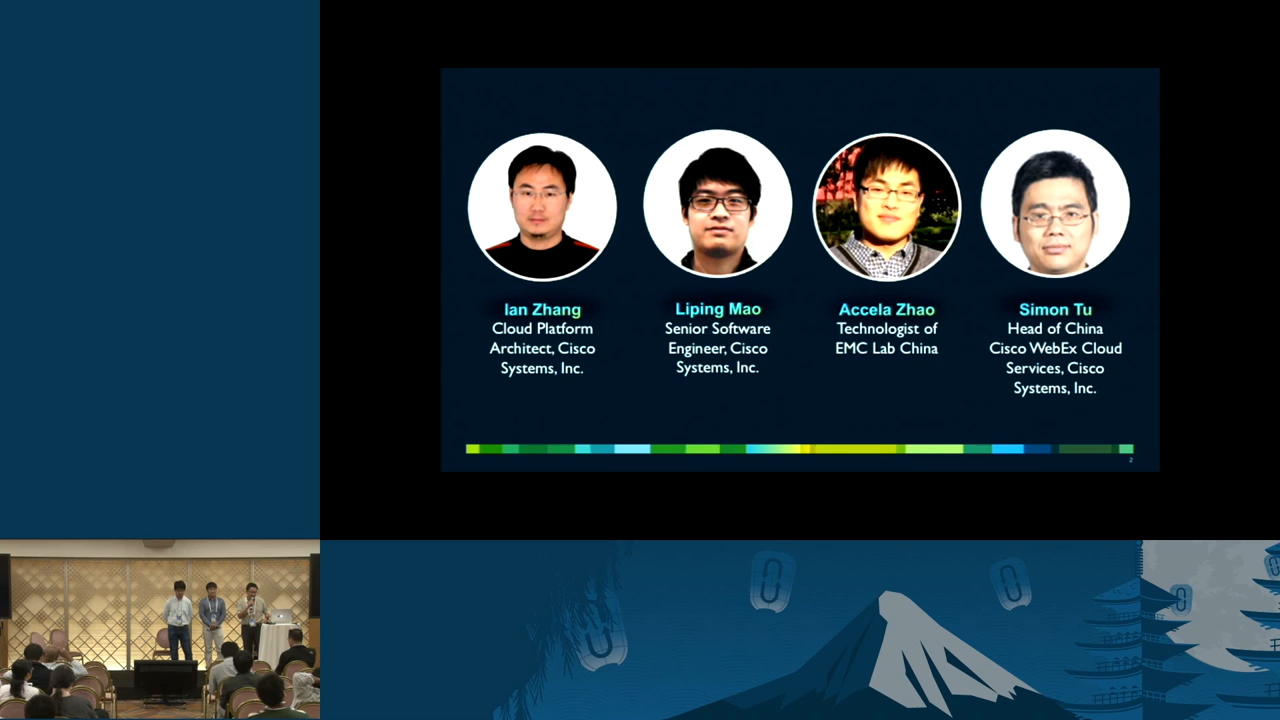 Ian Zhang
Cloud Platform
Architect, Cisco
Systems, Inc.
Liping Mao
Senior Software
Engineer, Cisco
Systems, Inc.
Accela Zhao
Technologist of
EMC Lab China
Simon Tu
Head of China
Cisco WebEx Cloud
Services, Cisco
Systems, Inc.
2